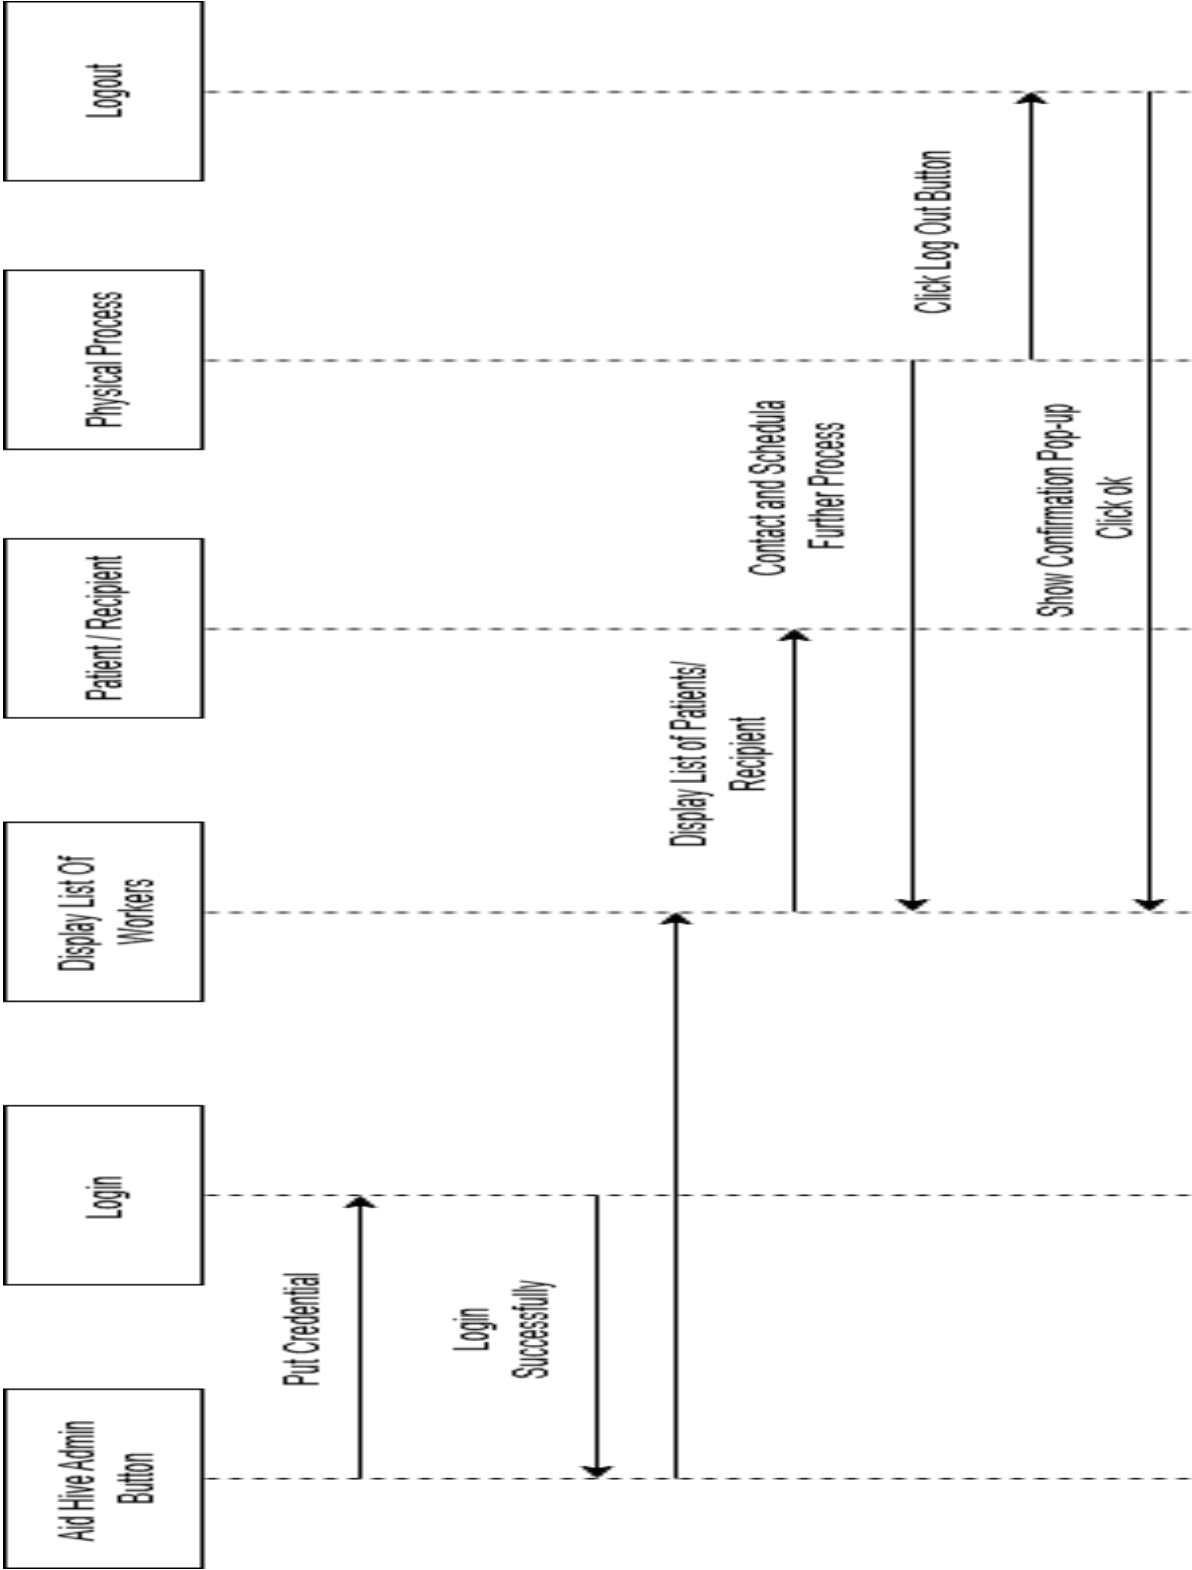 Aid Hive Admin
Button
Login
Display List Of
Workers
Patient / Recipient
Physical Process
Logout
Put Credential
Login
Successfully
Display List of Patients/
Recipient
Contact and Schedula
Further Process
Click Log Out Button
Show Confirmation Pop-up
Click ok